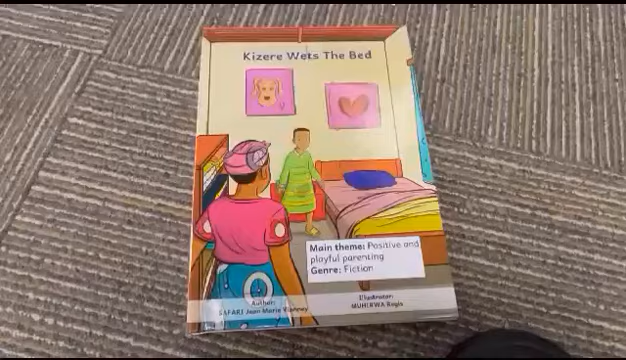 Kizere Wets The Bed
Main theme: Positive and
playful parenting
Genre: Fiction
Author:
SAFARI Jean Marie Vianney
Illustrator:
MUHIRWA Bogis